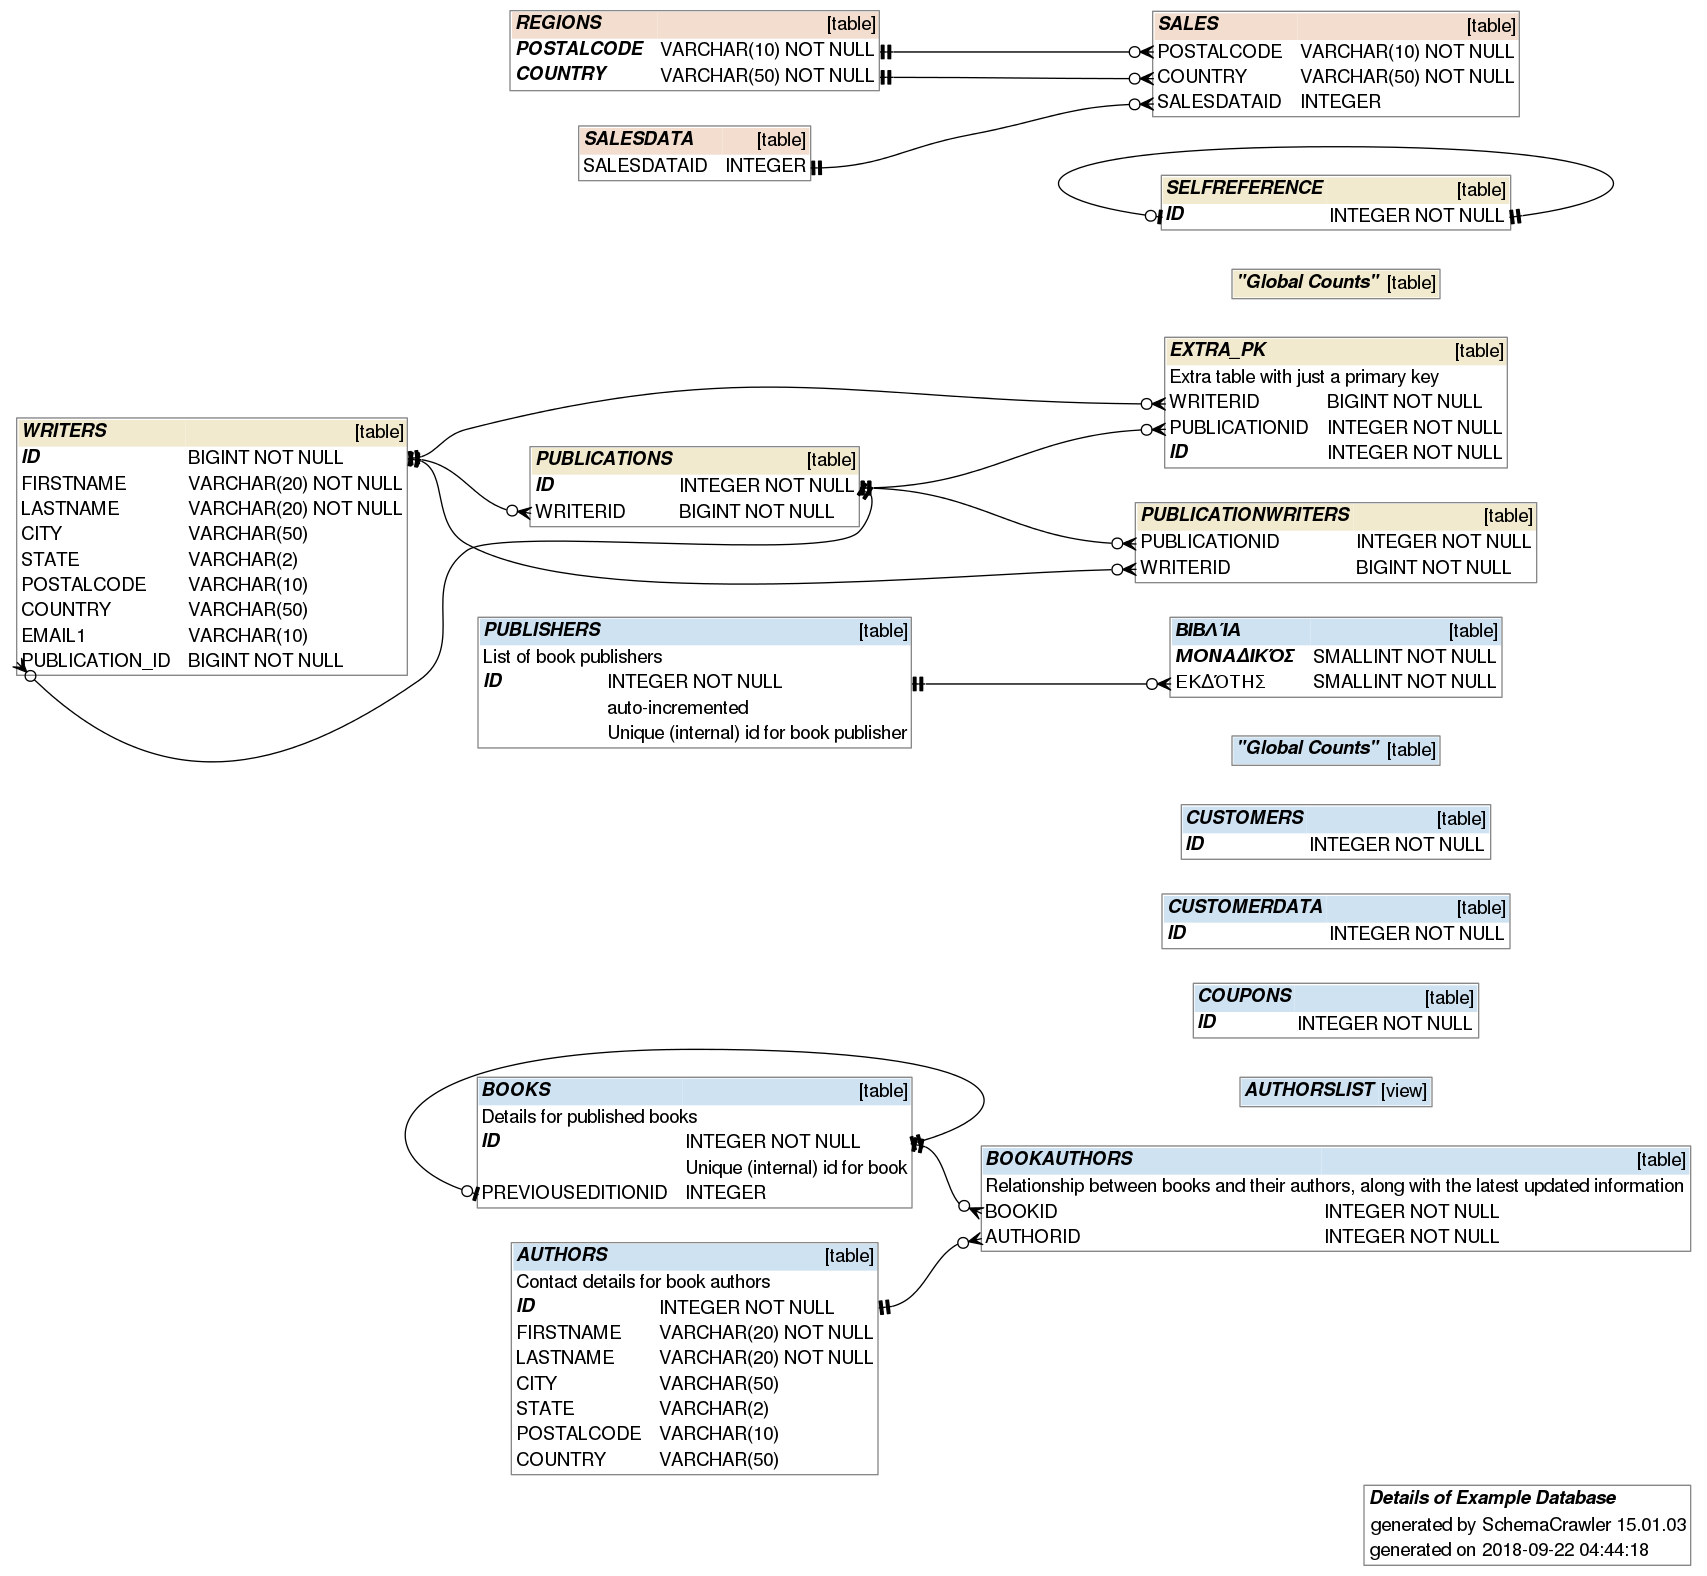 REGIONS [table]
POSTALCODE VARCHAR(10) NOT NULL
COUNTRY VARCHAR(50) NOT NULL
SALES [table]
POSTALCODE VARCHAR(10) NOT NULL
COUNTRY VARCHAR(50) NOT NULL
SALESDATAID INTEGER
SALESDATA [table]
SALESDATAID INTEGER
SELFREFERENCE [table]
ID INTEGER NOT NULL
"Global Counts" [table]
EXTRA_PK [table]
Extra table with just a primary key
WRITERID BIGINT NOT NULL
PUBLICATIONID INTEGER NOT NULL
ID INTEGER NOT NULL
WRITERS [table]
ID BIGINT NOT NULL
FIRSTNAME VARCHAR(20) NOT NULL
LASTNAME VARCHAR(20) NOT NULL
CITY VARCHAR(50)
STATE VARCHAR(2)
POSTALCODE VARCHAR(10)
COUNTRY VARCHAR(50)
EMAIL1 VARCHAR(10)
PUBLICATION_ID BIGINT NOT NULL
PUBLICATIONS [table]
ID INTEGER NOT NULL
WRITERID BIGINT NOT NULL
PUBLICATIONWRITERS [table]
PUBLICATIONID INTEGER NOT NULL
WRITERID BIGINT NOT NULL
PUBLISHERS [table]
List of book publishers
ID INTEGER NOT NULL
auto-incremented
Unique (internal) id for book publisher
ΒΙΒΛΊΑ [table]
ΜΟΝΑΔΙΚΌΣ SMALLINT NOT NULL
ΕΚΔΌΤΗΣ SMALLINT NOT NULL
"Global Counts" [table]
CUSTOMERS [table]
ID INTEGER NOT NULL
CUSTOMERDATA [table]
ID INTEGER NOT NULL
COUPONS [table]
ID INTEGER NOT NULL
AUTHORSLIST [view]
BOOKS [table]
Details for published books
ID INTEGER NOT NULL
Unique (internal) id for book
PREVIOUSEDITIONID INTEGER
BOOKAUTHORS [table]
Relationship between books and their authors, along with the latest updated information
BOOKID INTEGER NOT NULL
AUTHORID INTEGER NOT NULL
AUTHORS [table]
Contact details for book authors
ID INTEGER NOT NULL
FIRSTNAME VARCHAR(20) NOT NULL
LASTNAME VARCHAR(20) NOT NULL
CITY VARCHAR(50)
STATE VARCHAR(2)
POSTALCODE VARCHAR(10)
COUNTRY VARCHAR(50)
Details of Example Database
generated by SchemaCrawler 15.01.03
generated on 2018-09-22 04:44:18